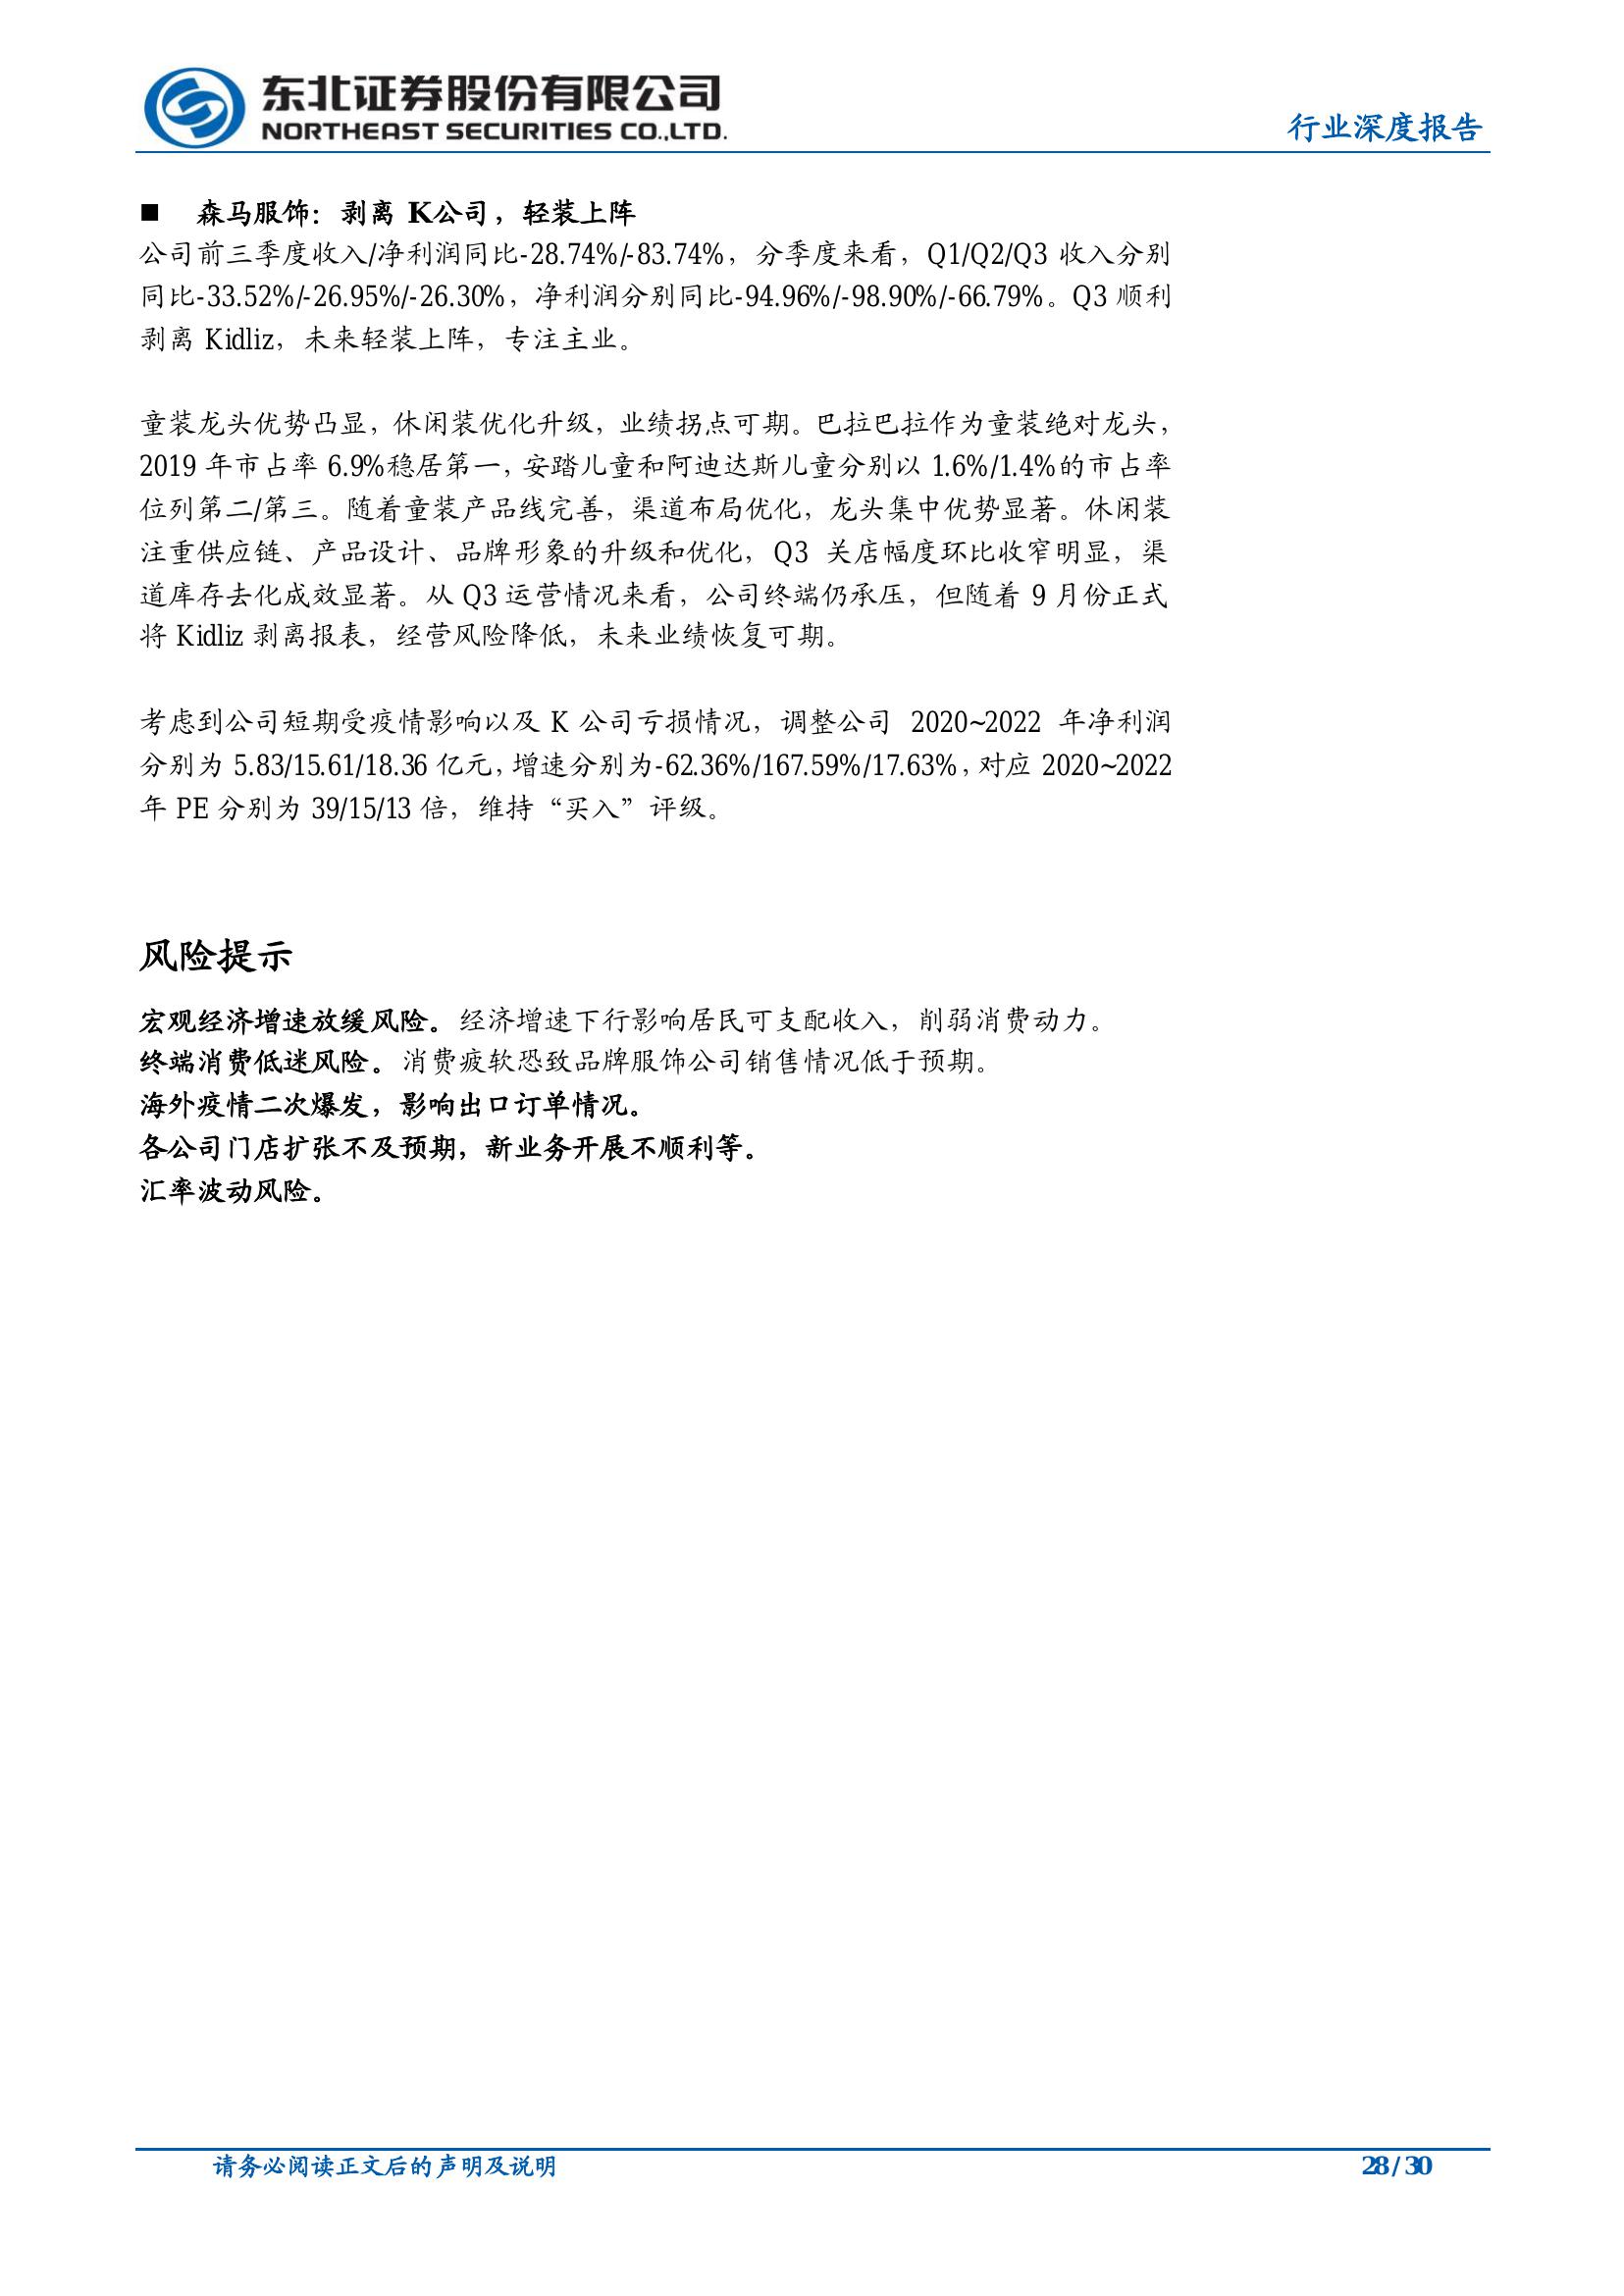 东北证券股份有限公司
NORTHEAST SECURITIES CO.,LTD.
行业深度报告
■ 森马服饰：剥离 K公司，轻装上阵
公司前三季度收入/净利润同比-28.74%/-83.74%，分季度来看，Q1/Q2/Q3 收入分别
同比-33.52%/-26.95%/-26.30%，净利润分别同比-94.96%/-98.90%/-66.79%。Q3 顺利
剥离 Kidliz，未来轻装上阵，专注主业。
童装龙头优势凸显，休闲装优化升级，业绩拐点可期。巴拉巴拉作为童装绝对龙头，
2019 年市占率 6.9%稳居第一，安踏儿童和阿迪达斯儿童分别以 1.6%/1.4%的市占率
位列第二/第三。随着童装产品线完善，渠道布局优化，龙头集中优势显著。休闲装
注重供应链、产品设计、品牌形象的升级和优化，Q3 关店幅度环比收窄明显，渠
道库存去化成效显著。从 Q3 运营情况来看，公司终端仍承压，但随着 9 月份正式
将 Kidliz 剥离报表，经营风险降低，未来业绩恢复可期。
考虑到公司短期受疫情影响以及 K 公司亏损情况，调整公司 2020~2022 年净利润
分别为 5.83/15.61/18.36 亿元，增速分别为-62.36%/167.59%/17.63%，对应 2020~2022
年 PE 分别为 39/15/13 倍，维持“买入”评级。
风险提示
宏观经济增速放缓风险。经济增速下行影响居民可支配收入，削弱消费动力。
终端消费低迷风险。消费疲软恐致品牌服饰公司销售情况低于预期。
海外疫情二次爆发，影响出口订单情况。
各公司门店扩张不及预期，新业务开展不顺利等。
汇率波动风险。
请务必阅读正文后的声明及说明
28 / 30